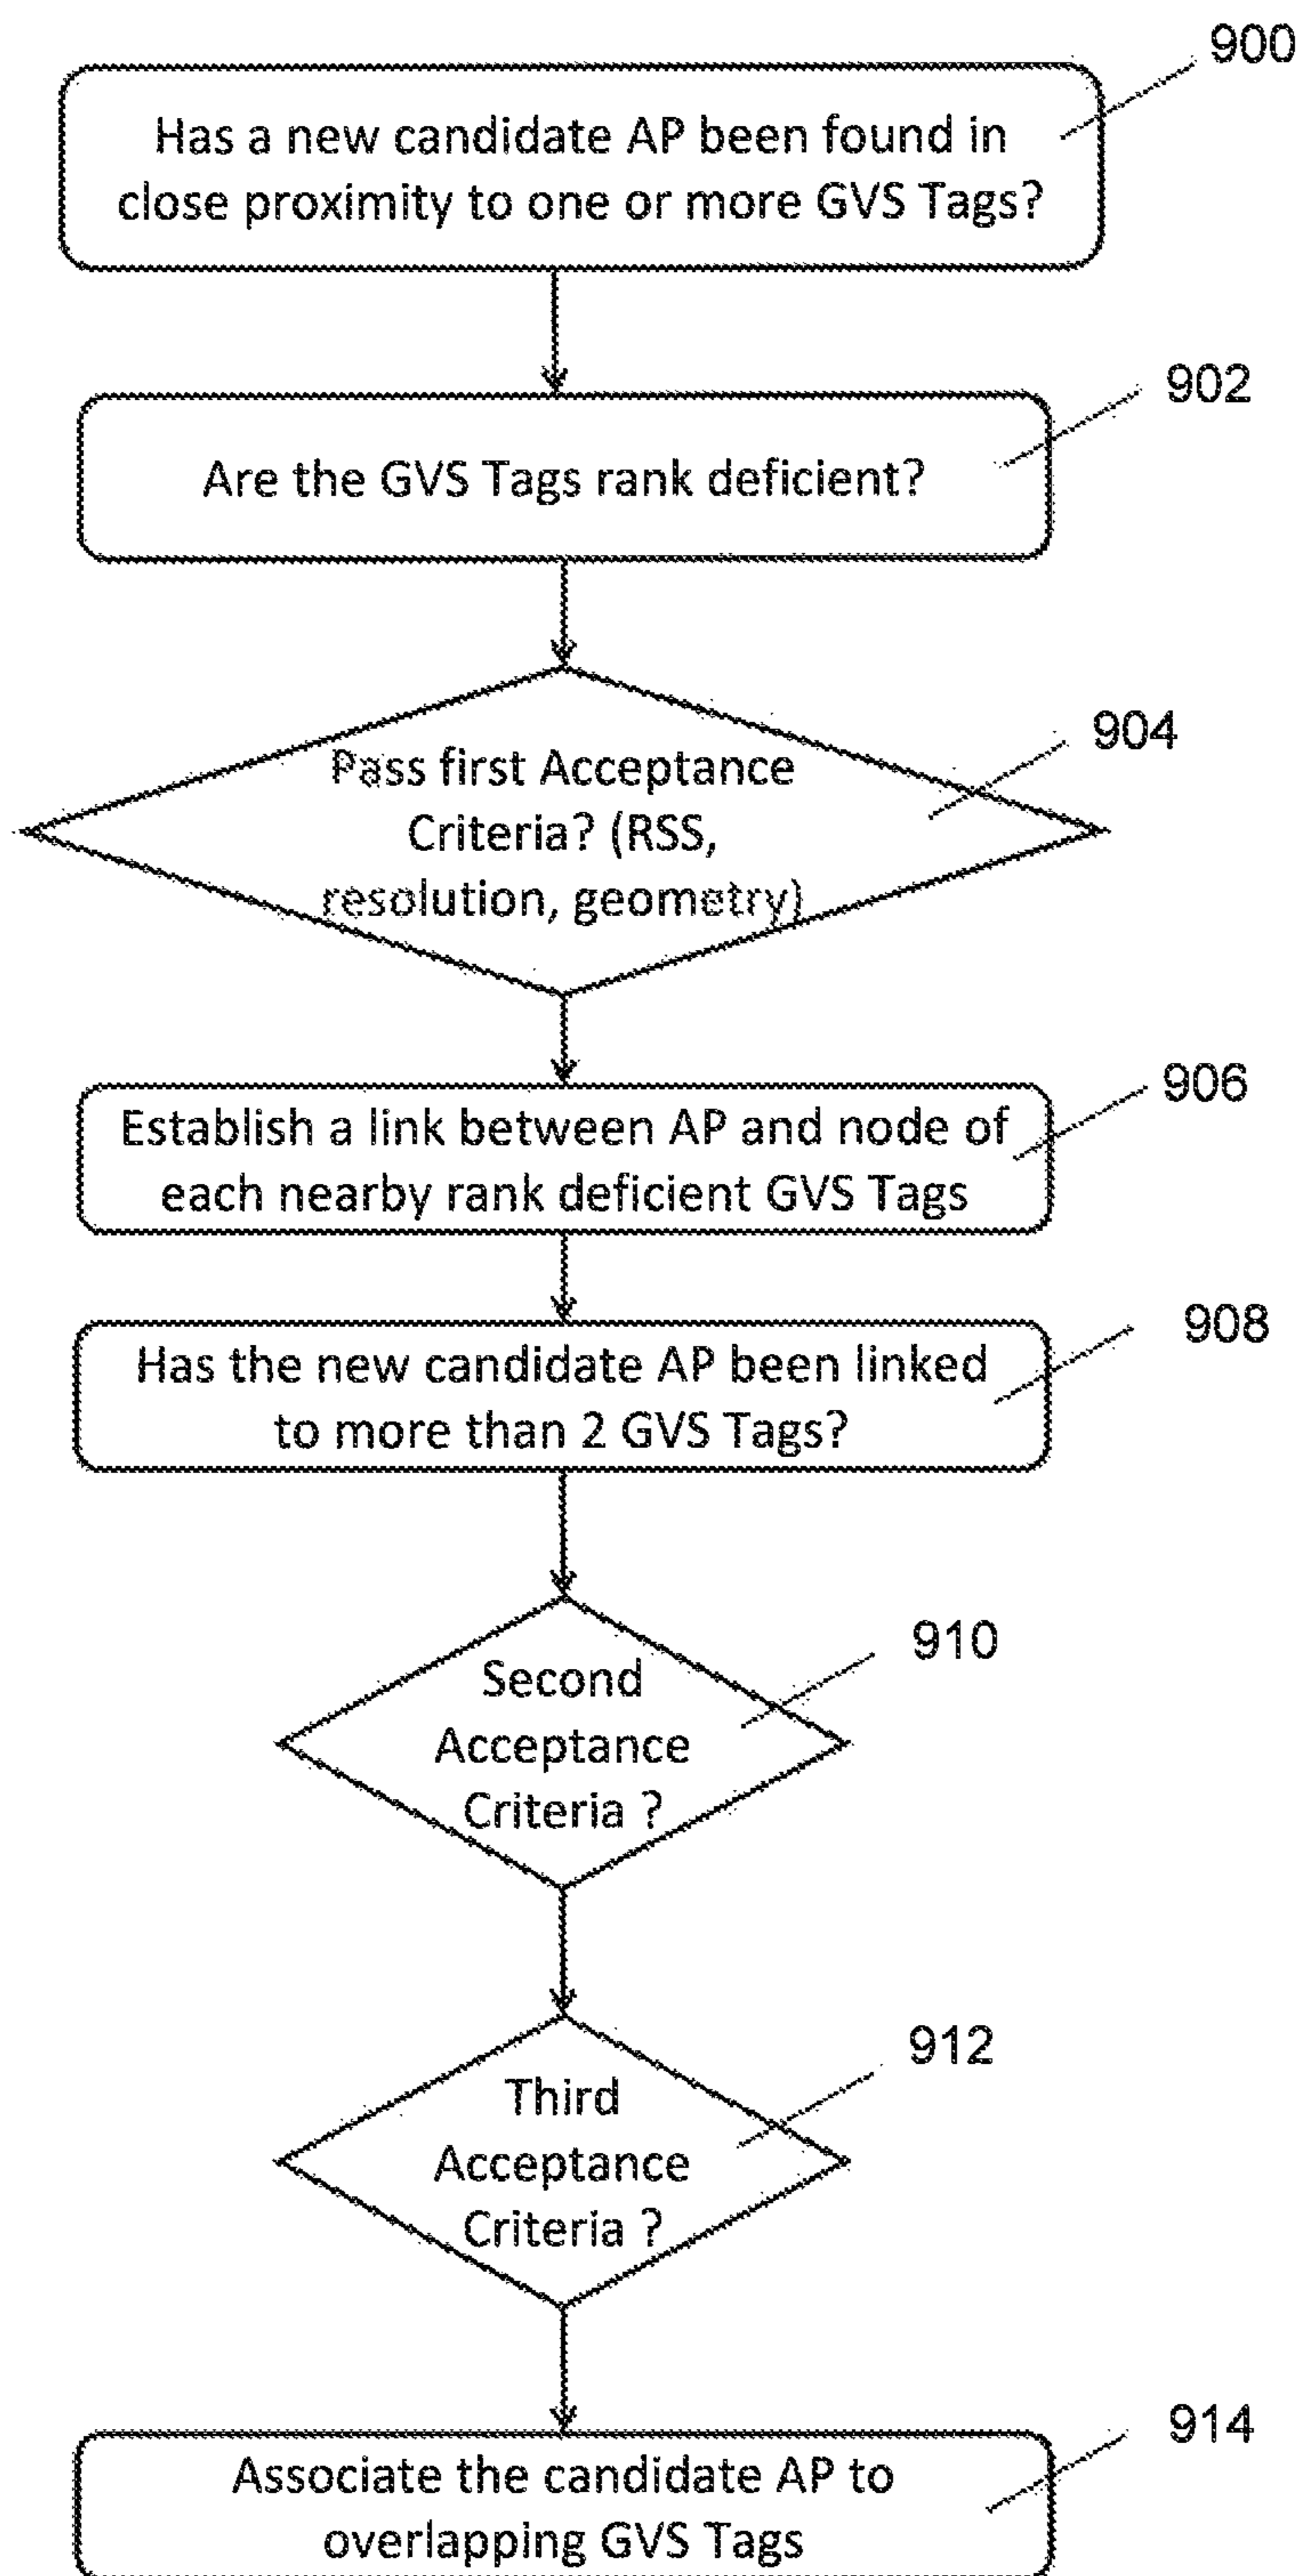 900
Has a new candidate AP been found in
close proximity to one or more GVS Tags?
902
Are the GVS Tags rank deficient?
904
Pass first Acceptance
Criteria? (RSS,
resolution, geometry)
906
Establish a link between AP and node of
each nearby rank deficient GVS Tags
908
Has the new candidate AP been linked
to more than 2 GVS Tags?
910
Second
Acceptance
Criteria ?
912
Third
Acceptance
Criteria ?
914
Associate the candidate AP to
overlapping GVS Tags